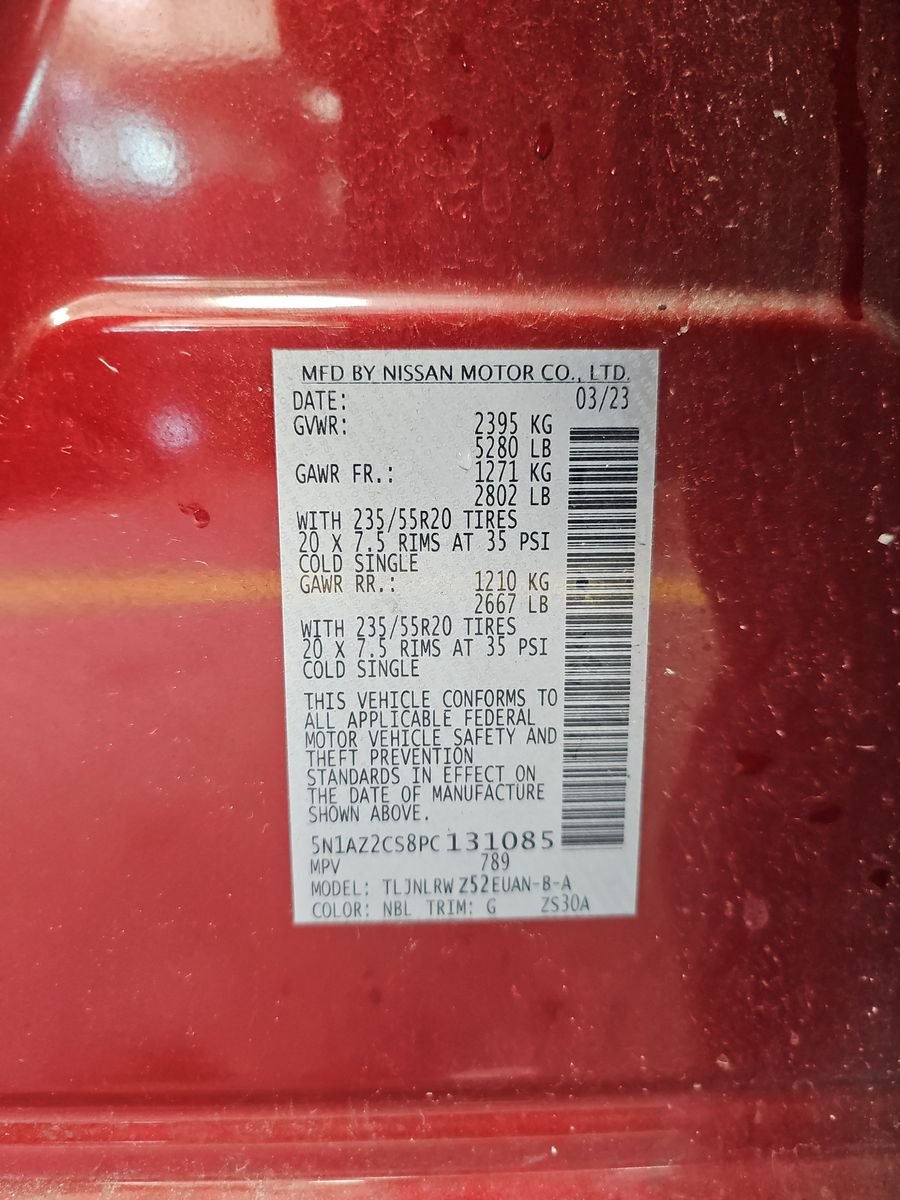 MFD BY NISSAN MOTOR CO., LTD.
DATE: 03/23
GVWR: 2395 KG
5280 LB
GAWR FR.: 1271 KG
2802 LB
WITH 235/55R20 TIRES
20 X 7.5 RIMS AT 35 PSI
COLD SINGLE
GAWR RR.: 1210 KG
2667 LB
WITH 235/55R20 TIRES
20 X 7.5 RIMS AT 35 PSI
COLD SINGLE
THIS VEHICLE CONFORMS TO
ALL APPLICABLE FEDERAL
MOTOR VEHICLE SAFETY AND
THEFT PREVENTION
STANDARDS IN EFFECT ON
THE DATE OF MANUFACTURE
SHOWN ABOVE.
5N1AZ2CS8PC131085
MPV 789
MODEL: TLJNLRW Z52EUAN-B-A
COLOR: NBL TRIM: G ZS30A